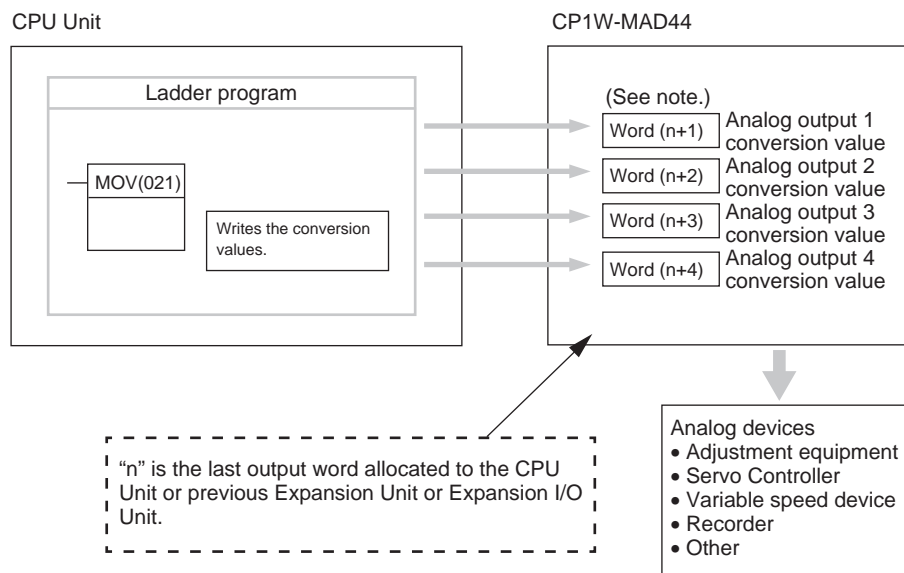 CPU Unit
Ladder program
MOV(021)
Writes the conversion
values.
CP1W-MAD44
(See note.)
Word (n+1)
Analog output 1
conversion value
Word (n+2)
Analog output 2
conversion value
Word (n+3)
Analog output 3
conversion value
Word (n+4)
Analog output 4
conversion value
“n” is the last output word allocated to the CPU
Unit or previous Expansion Unit or Expansion I/O
Unit.
Analog devices
• Adjustment equipment
• Servo Controller
• Variable speed device
• Recorder
• Other